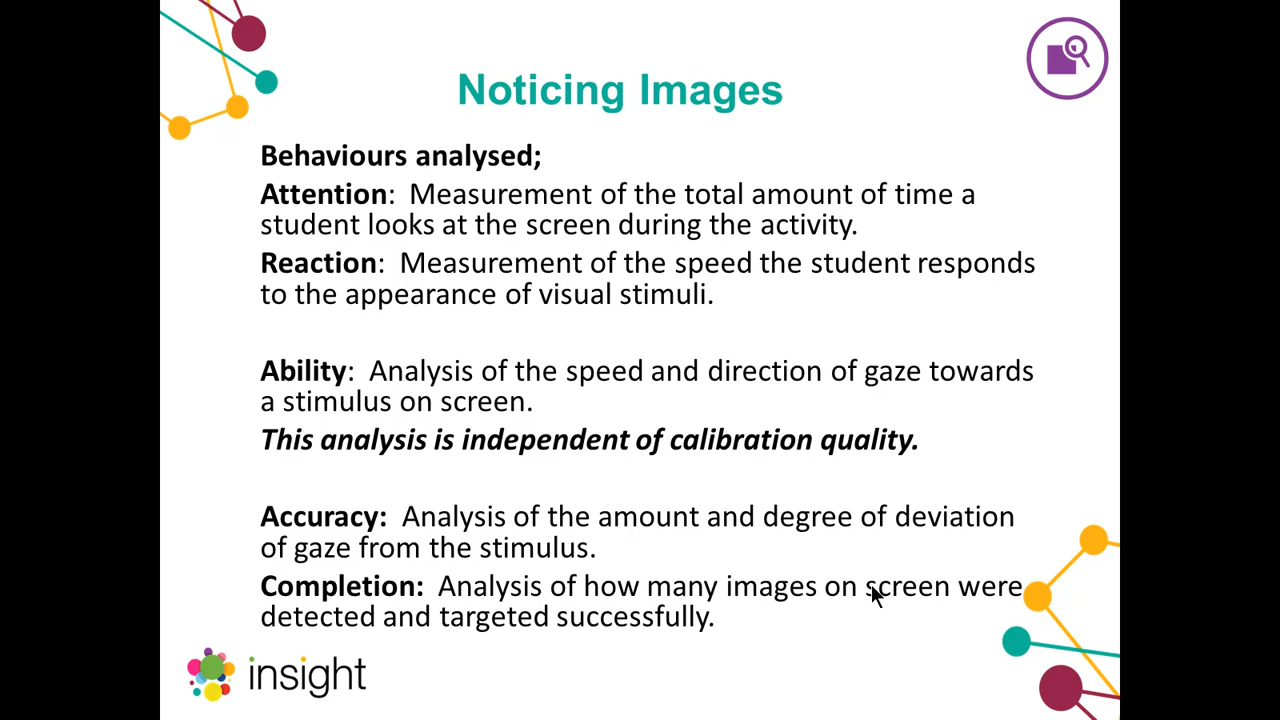 Noticing Images
Behaviours analysed;
Attention:  Measurement of the total amount of time a
student looks at the screen during the activity.
Reaction:  Measurement of the speed the student responds
to the appearance of visual stimuli.
Ability:  Analysis of the speed and direction of gaze towards
a stimulus on screen.
This analysis is independent of calibration quality.
Accuracy:  Analysis of the amount and degree of deviation
of gaze from the stimulus.
Completion:  Analysis of how many images on screen were
detected and targeted successfully.
insight